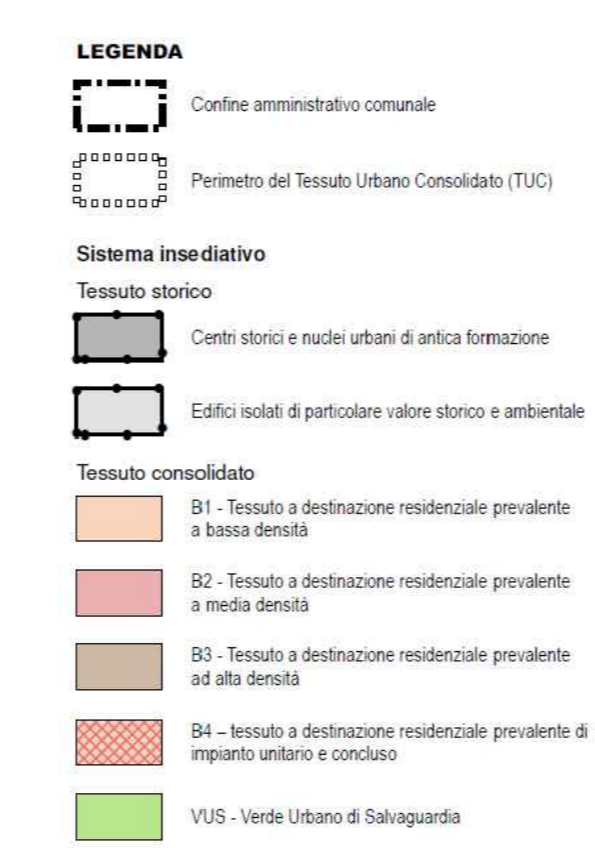 LEGENDA
Confine amministrativo comunale
Perimetro del Tessuto Urbano Consolidato (TUC)
Sistema insediativo
Tessuto storico
Centri storici e nuclei urbani di antica formazione
Edifici isolati di particolare valore storico e ambientale
Tessuto consolidato
B1 - Tessuto a destinazione residenziale prevalente
a bassa densità
B2 - Tessuto a destinazione residenziale prevalente
a media densità
B3 - Tessuto a destinazione residenziale prevalente
ad alta densità
B4 – tessuto a destinazione residenziale prevalente di
impianto unitario e concluso
VUS - Verde Urbano di Salvaguardia